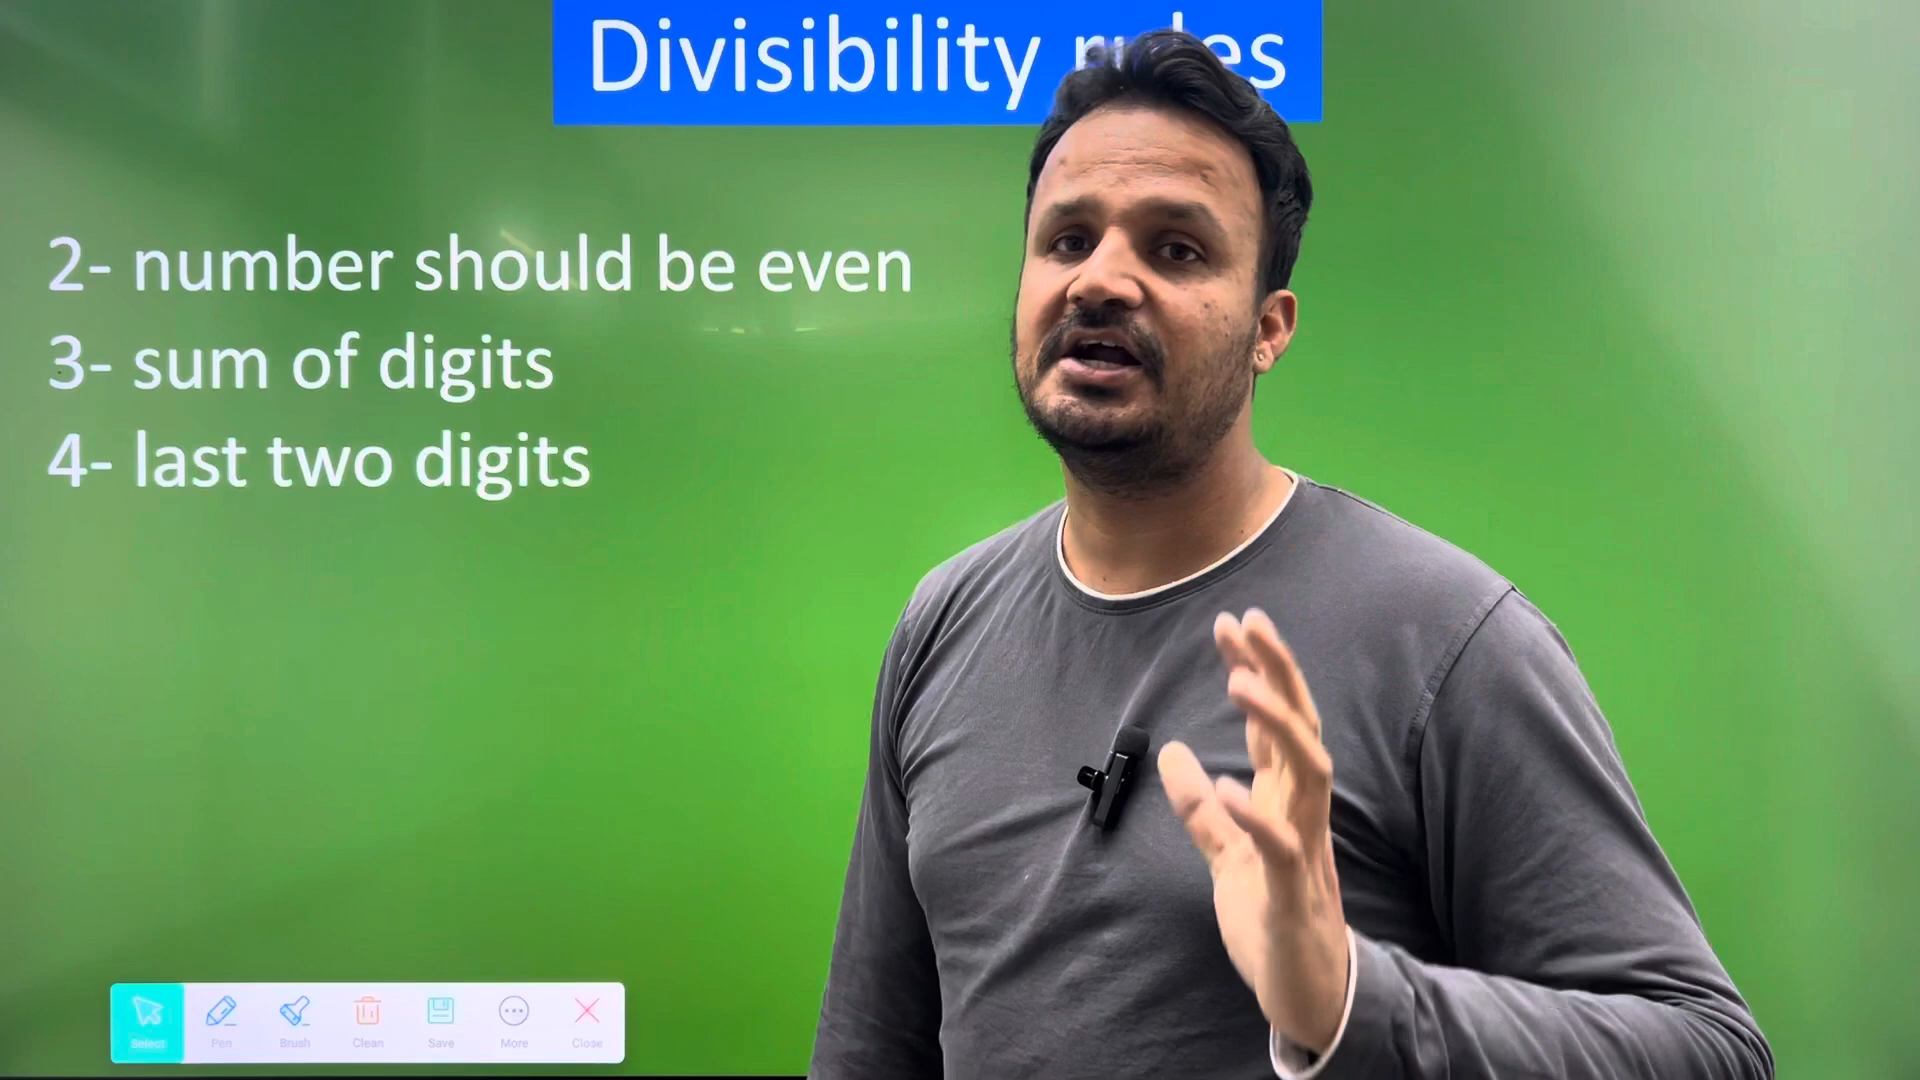 Divisibility rules
2- number should be even
3- sum of digits
4- last two digits
Select
Pen
Brush
Clean
Save
More
Close